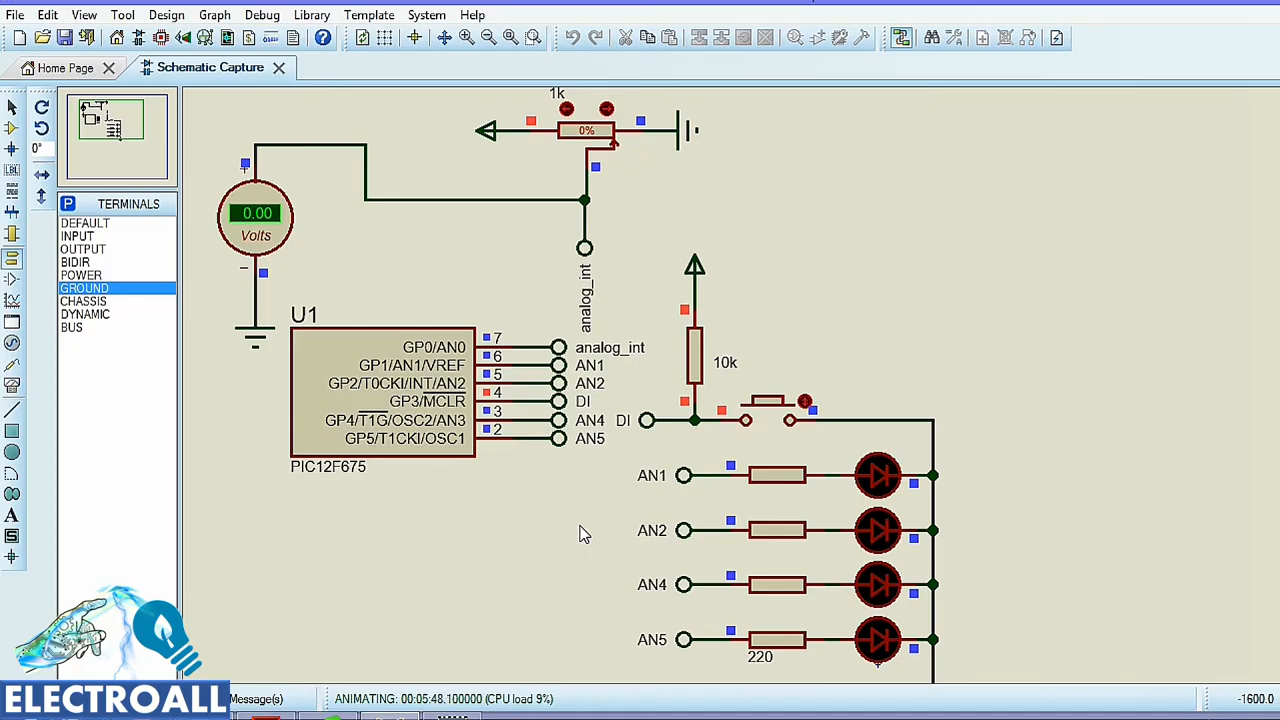 File Edit View Tool Design Graph Debug Library Template System Help
Home Page Schematic Capture
1k
0%
0°
P TERMINALS
DEFAULT
INPUT
OUTPUT
BIDIR
POWER
GROUND
CHASSIS
DYNAMIC
BUS
LBL
A
S
+
0.00
Volts
−
analog_int
U1
GP0/AN0 7 analog_int
GP1/AN1/VREF 6 AN1
GP2/T0CKI/INT/AN2 5 AN2
GP3/MCLR 4 DI
GP4/T1G/OSC2/AN3 3 AN4
GP5/T1CKI/OSC1 2 AN5
PIC12F675
10k
DI
AN1
AN2
AN4
AN5
220
ELECTROALL
Message(s) ANIMATING: 00:05:48.100000 (CPU load 9%) -1600.0